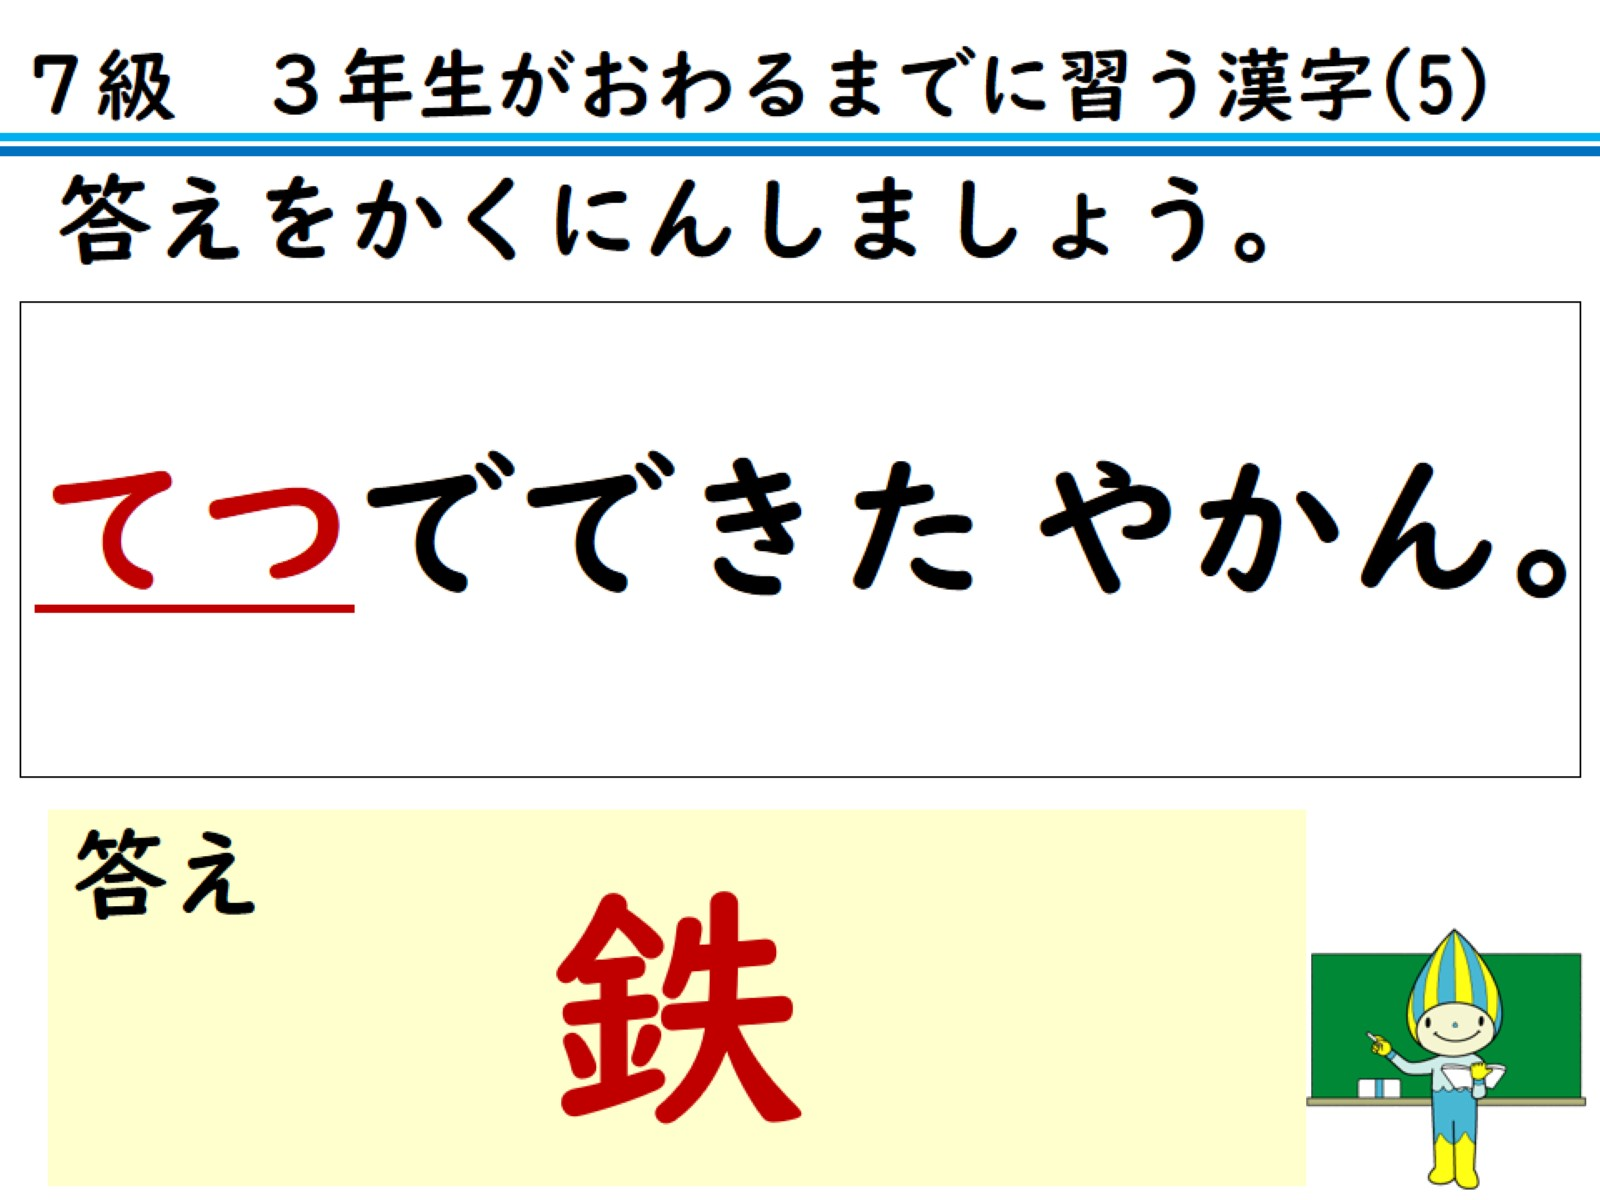 ７級　３年生がおわるまでに習う漢字(5)
答えをかくにんしましょう。
てつでできた やかん。
答え
鉄